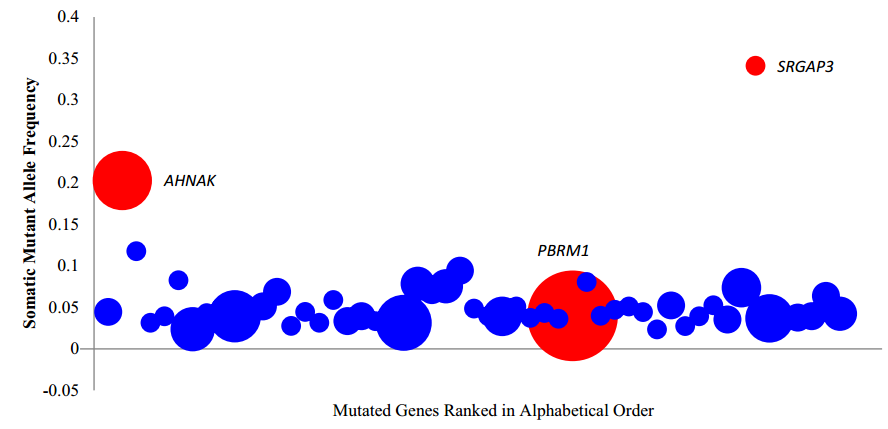 0.4
0.35
SRGAP3
0.3
0.25
0.2
AHNAK
0.15
PBRM1
0.1
0.05
0
-0.05
Somatic Mutant Allele Frequency
Mutated Genes Ranked in Alphabetical Order